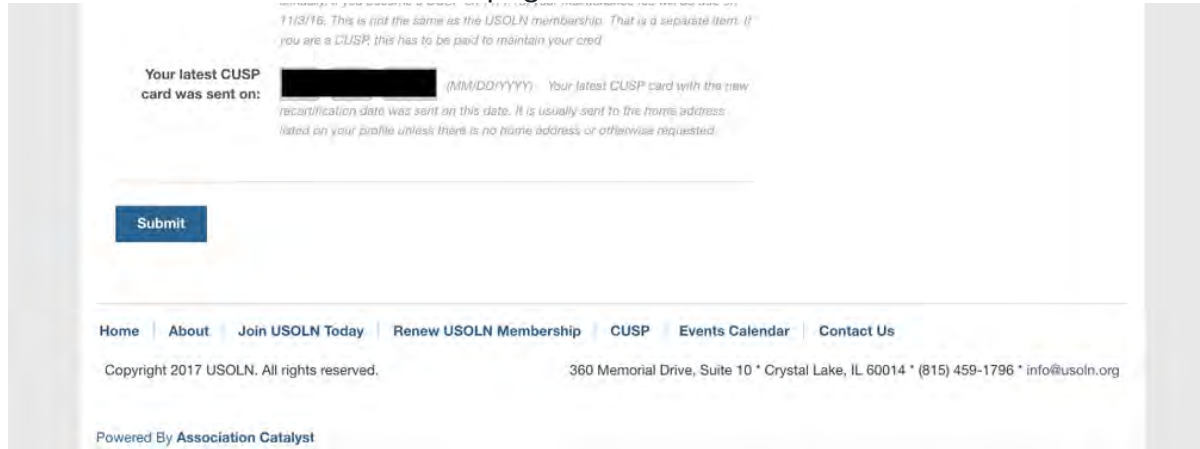 11/3/16. This is not the same as the USOLN membership. That is a separate item. If
you are a CUSP, this has to be paid to maintain your cred
Your latest CUSP
card was sent on:
(MM/DD/YYYY) Your latest CUSP card with the new
recertification date was sent on this date. It is usually sent to the home address
listed on your profile unless there is no home address or otherwise requested.
Submit
Home About Join USOLN Today Renew USOLN Membership CUSP Events Calendar Contact Us
Copyright 2017 USOLN. All rights reserved. 360 Memorial Drive, Suite 10 * Crystal Lake, IL 60014 * (815) 459-1796 * info@usoln.org
Powered By Association Catalyst